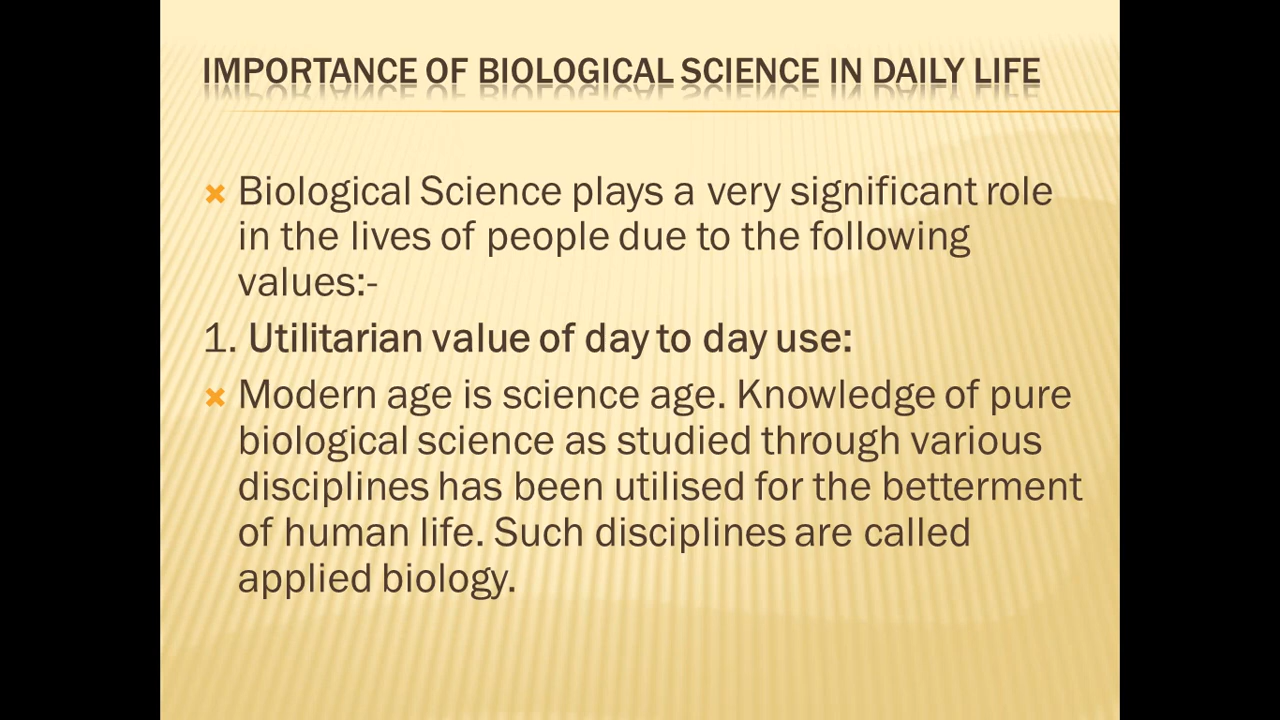 IMPORTANCE OF BIOLOGICAL SCIENCE IN DAILY LIFE
Biological Science plays a very significant role
in the lives of people due to the following
values:-
1. Utilitarian value of day to day use:
Modern age is science age. Knowledge of pure
biological science as studied through various
disciplines has been utilised for the betterment
of human life. Such disciplines are called
applied biology.